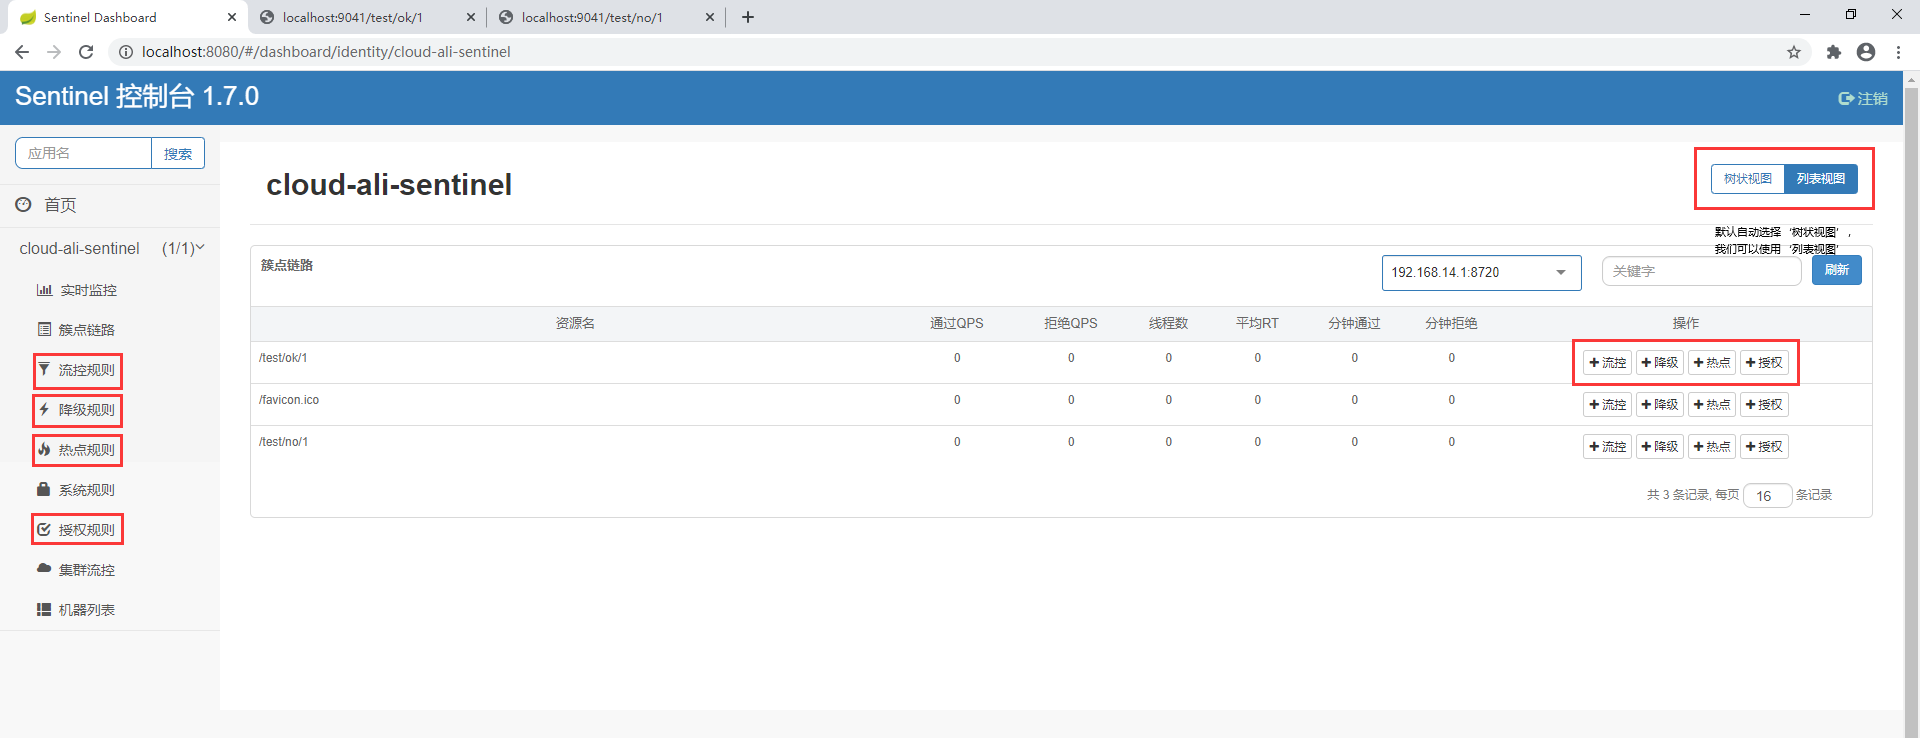 Sentinel Dashboard
localhost:9041/test/ok/1
localhost:9041/test/no/1
localhost:8080/#/dashboard/identity/cloud-ali-sentinel
Sentinel 控制台 1.7.0
注销
应用名
搜索
首页
cloud-ali-sentinel (1/1)
实时监控
簇点链路
流控规则
降级规则
热点规则
系统规则
授权规则
集群流控
机器列表
cloud-ali-sentinel
树状视图 列表视图
默认自动选择‘树状视图’，
我们可以使用‘列表视图’
簇点链路
192.168.14.1:8720
关键字
刷新
资源名 通过QPS 拒绝QPS 线程数 平均RT 分钟通过 分钟拒绝 操作
/test/ok/1 0 0 0 0 0 0 流控 降级 热点 授权
/favicon.ico 0 0 0 0 0 0 流控 降级 热点 授权
/test/no/1 0 0 0 0 0 0 流控 降级 热点 授权
共 3 条记录, 每页 16 条记录